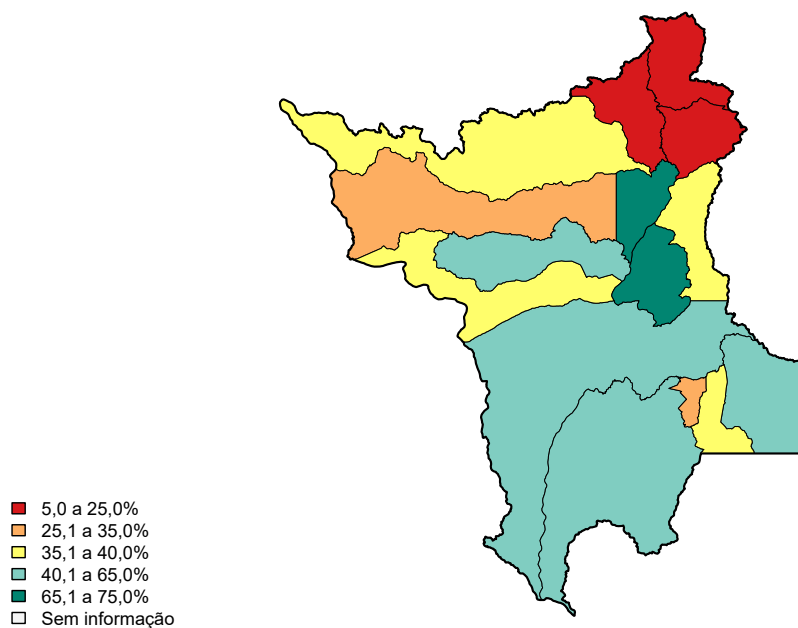 5,0 a 25,0%
25,1 a 35,0%
35,1 a 40,0%
40,1 a 65,0%
65,1 a 75,0%
Sem informação